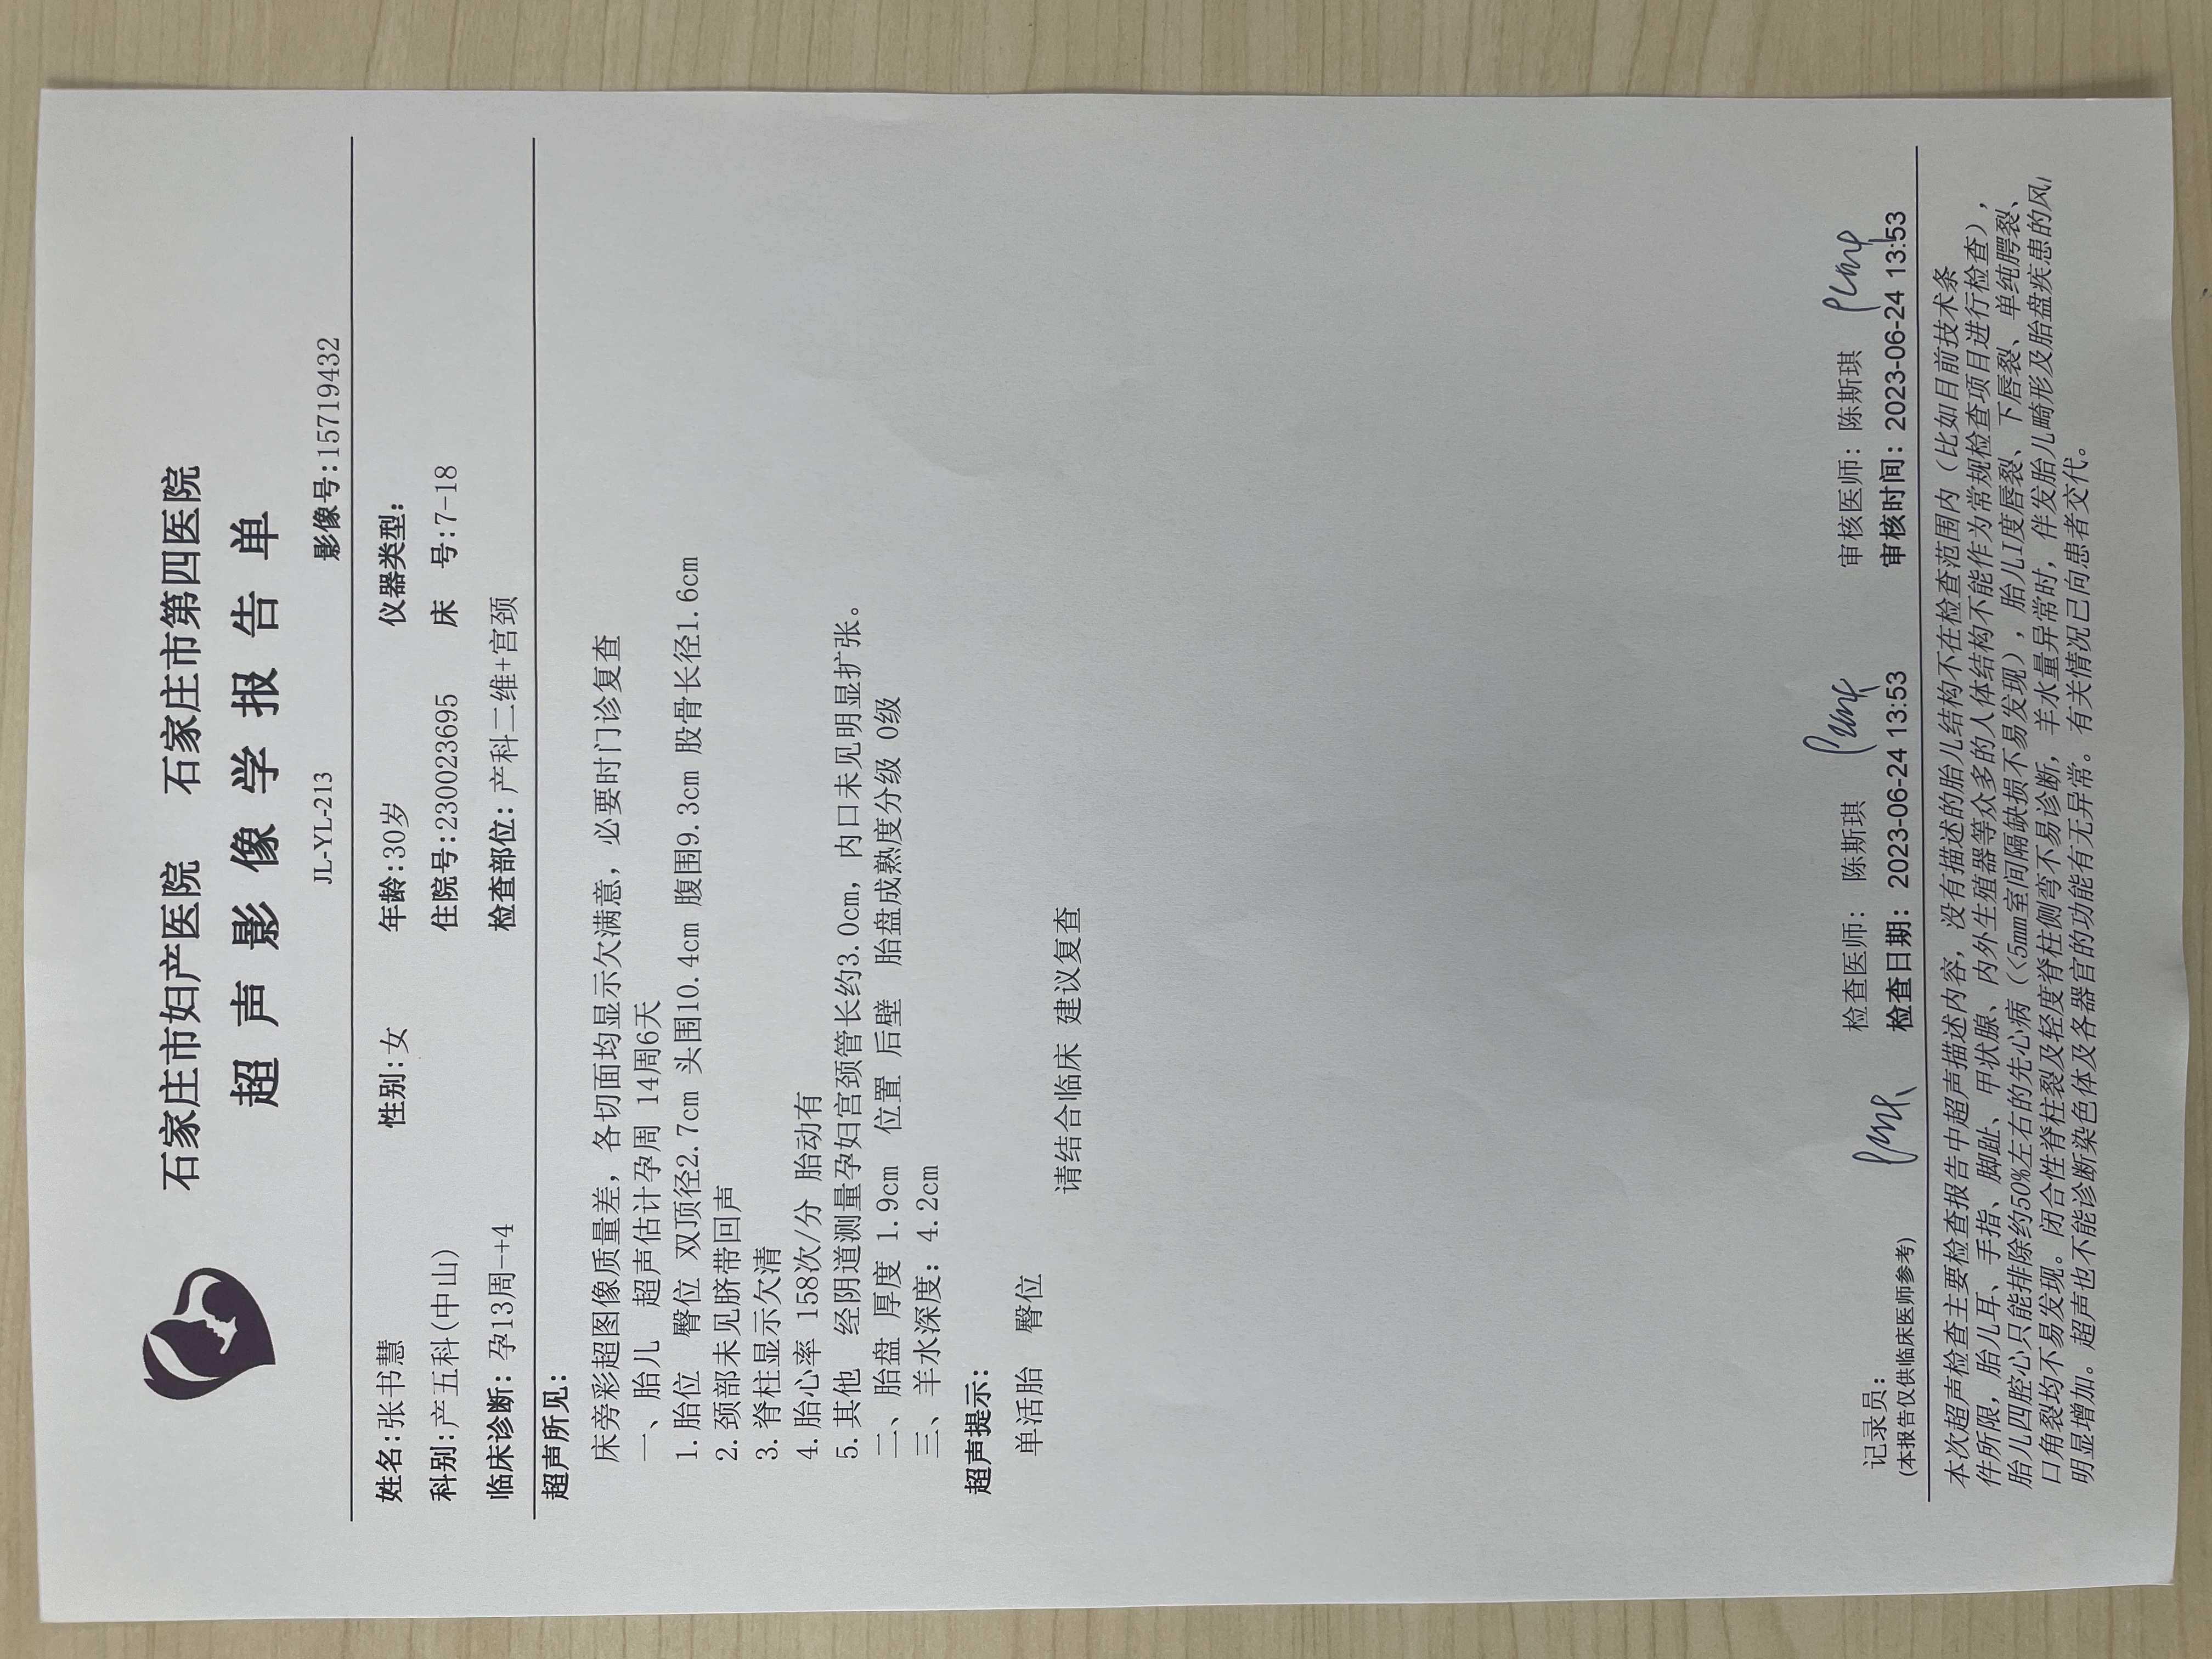 石家庄市妇产医院 石家庄市第四医院
超声影像学报告单
JL-YL-213 影像号:15719432
姓名:张书慧 性别:女 年龄:30岁 仪器类型:
科别:产五科(中山) 住院号:230023695 床 号:7-18
临床诊断: 孕13周-+4 检查部位: 产科二维+宫颈
超声所见:
床旁彩超图像质量差，各切面均显示欠满意，必要时门诊复查
一、胎儿 超声估计孕周 14周6天
1.胎位 臀位 双顶径2.7cm 头围10.4cm 腹围9.3cm 股骨长径1.6cm
2.颈部未见脐带回声
3.脊柱显示欠清
4.胎心率 158次/分 胎动有
5.其他 经阴道测量孕妇宫颈管长约3.0cm，内口未见明显扩张。
二、胎盘 厚度 1.9cm 位置 后壁 胎盘成熟度分级 0级
三、羊水深度: 4.2cm
超声提示:
单活胎 臀位
请结合临床 建议复查
记录员: 检查医师: 陈斯琪 审核医师: 陈斯琪
(本报告仅供临床医师参考) 检查日期: 2023-06-24 13:53 审核时间: 2023-06-24 13:53
本次超声检查主要检查报告中超声描述内容，没有描述的胎儿结构不在检查范围内（比如目前技术条
件所限，胎儿耳、手指、脚趾、甲状腺、内外生殖器等众多的人体结构不能作为常规检查项目进行检查），
胎儿四腔心只能排除约50%左右的先心病（<5mm室间隔缺损不易发现），胎儿I度唇裂、下唇裂、单纯腭裂、
口角裂均不易发现。闭合性脊柱裂及轻度脊柱侧弯不易诊断，羊水量异常时，伴发胎儿畸形及胎盘疾患的风
明显增加。超声也不能诊断染色体及各器官的功能有无异常。有关情况已向患者交代。